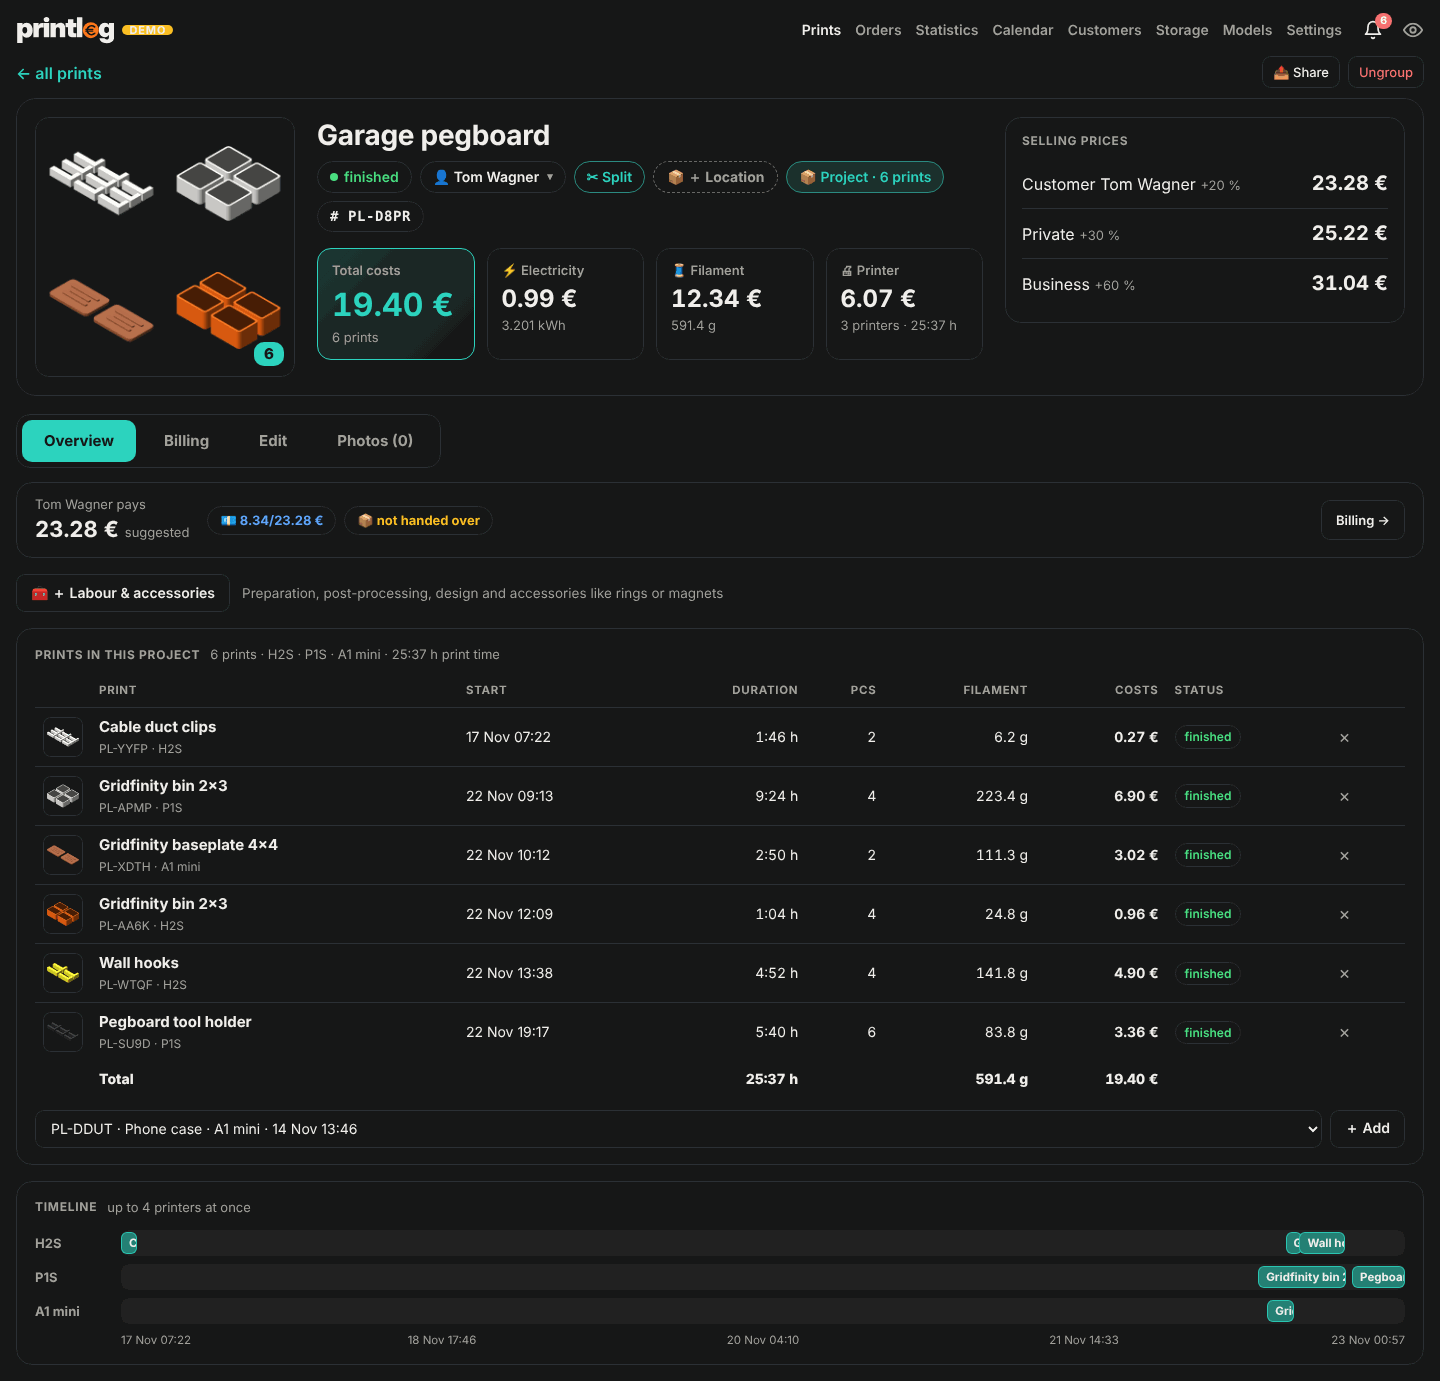 printl€g DEMO
Prints Orders Statistics Calendar Customers Storage Models Settings 6
← all prints
📤 Share Ungroup
Garage pegboard
finished 👤 Tom Wagner ▾ ✂ Split 📦 + Location 📦 Project · 6 prints
# PL-D8PR
6
Total costs
19.40 €
6 prints
⚡ Electricity
0.99 €
3.201 kWh
🧵 Filament
12.34 €
591.4 g
🖨 Printer
6.07 €
3 printers · 25:37 h
SELLING PRICES
Customer Tom Wagner +20 % 23.28 €
Private +30 % 25.22 €
Business +60 % 31.04 €
Overview Billing Edit Photos (0)
Tom Wagner pays
23.28 € suggested
💶 8.34/23.28 € 📦 not handed over
Billing →
🧰 + Labour & accessories Preparation, post-processing, design and accessories like rings or magnets
PRINTS IN THIS PROJECT 6 prints · H2S · P1S · A1 mini · 25:37 h print time
PRINT START DURATION PCS FILAMENT COSTS STATUS
Cable duct clips
PL-YYFP · H2S
17 Nov 07:22 1:46 h 2 6.2 g 0.27 € finished ×
Gridfinity bin 2×3
PL-APMP · P1S
22 Nov 09:13 9:24 h 4 223.4 g 6.90 € finished ×
Gridfinity baseplate 4×4
PL-XDTH · A1 mini
22 Nov 10:12 2:50 h 2 111.3 g 3.02 € finished ×
Gridfinity bin 2×3
PL-AA6K · H2S
22 Nov 12:09 1:04 h 4 24.8 g 0.96 € finished ×
Wall hooks
PL-WTQF · H2S
22 Nov 13:38 4:52 h 4 141.8 g 4.90 € finished ×
Pegboard tool holder
PL-SU9D · P1S
22 Nov 19:17 5:40 h 6 83.8 g 3.36 € finished ×
Total 25:37 h 591.4 g 19.40 €
PL-DDUT · Phone case · A1 mini · 14 Nov 13:46
+ Add
TIMELINE up to 4 printers at once
H2S C G Wall h
P1S Gridfinity bin Pegboa
A1 mini Gri
17 Nov 07:22 18 Nov 17:46 20 Nov 04:10 21 Nov 14:33 23 Nov 00:57